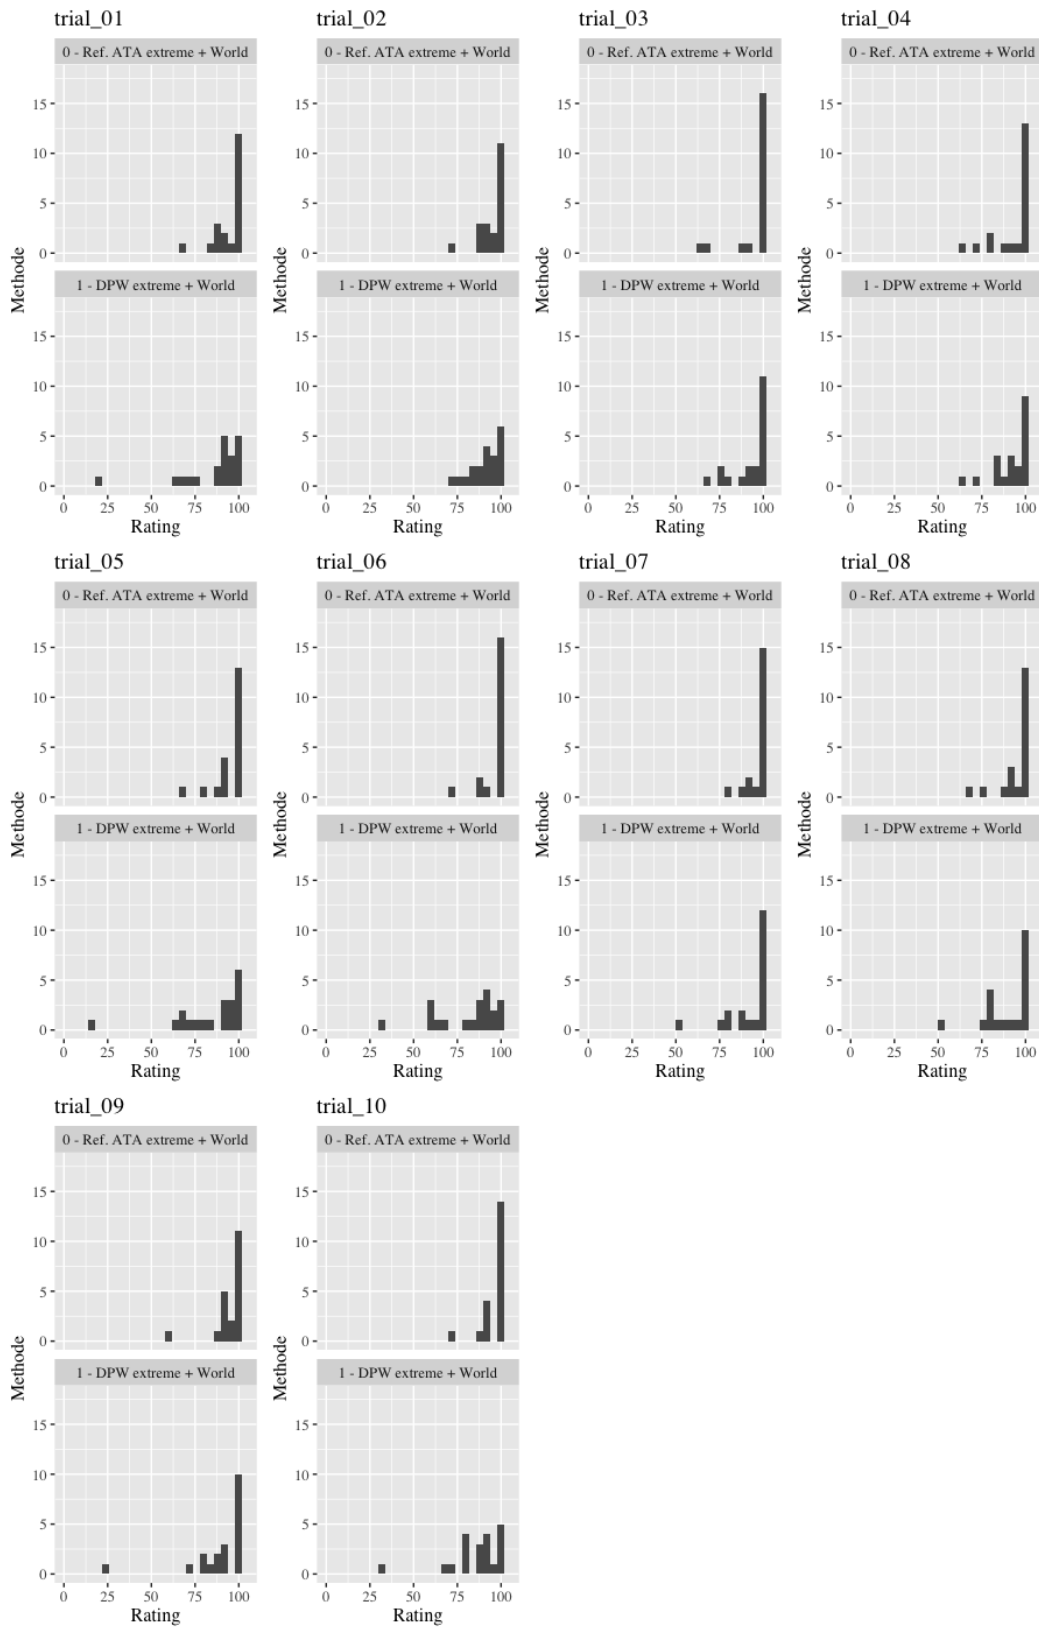 trial_01 trial_02 trial_03 trial_04
0 - Ref. ATA extreme + World 0 - Ref. ATA extreme + World 0 - Ref. ATA extreme + World 0 - Ref. ATA extreme + World
15 15 15 15
10 10 10 10
5 5 5 5
0 0 0 0
Methode Methode Methode Methode
1 - DPW extreme + World 1 - DPW extreme + World 1 - DPW extreme + World 1 - DPW extreme + World
15 15 15 15
10 10 10 10
5 5 5 5
0 0 0 0
0 25 50 75 100 0 25 50 75 100 0 25 50 75 100 0 25 50 75 100
Rating Rating Rating Rating
trial_05 trial_06 trial_07 trial_08
0 - Ref. ATA extreme + World 0 - Ref. ATA extreme + World 0 - Ref. ATA extreme + World 0 - Ref. ATA extreme + World
15 15 15 15
10 10 10 10
5 5 5 5
0 0 0 0
Methode Methode Methode Methode
1 - DPW extreme + World 1 - DPW extreme + World 1 - DPW extreme + World 1 - DPW extreme + World
15 15 15 15
10 10 10 10
5 5 5 5
0 0 0 0
0 25 50 75 100 0 25 50 75 100 0 25 50 75 100 0 25 50 75 100
Rating Rating Rating Rating
trial_09 trial_10
0 - Ref. ATA extreme + World 0 - Ref. ATA extreme + World
15 15
10 10
5 5
0 0
Methode Methode
1 - DPW extreme + World 1 - DPW extreme + World
15 15
10 10
5 5
0 0
0 25 50 75 100 0 25 50 75 100
Rating Rating